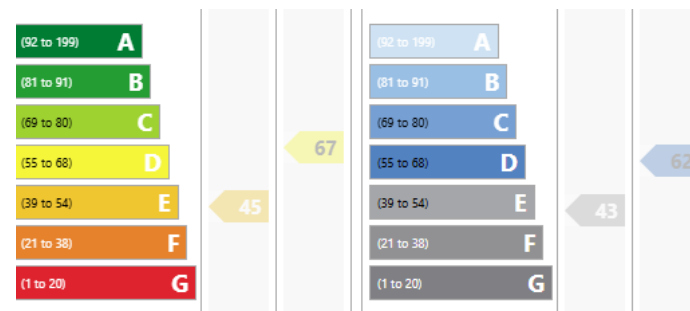 (92 to 199) A
(81 to 91) B
(69 to 80) C
(55 to 68) D
(39 to 54) E
(21 to 38) F
(1 to 20) G
45
67
(92 to 199) A
(81 to 91) B
(69 to 80) C
(55 to 68) D
(39 to 54) E
(21 to 38) F
(1 to 20) G
43
62